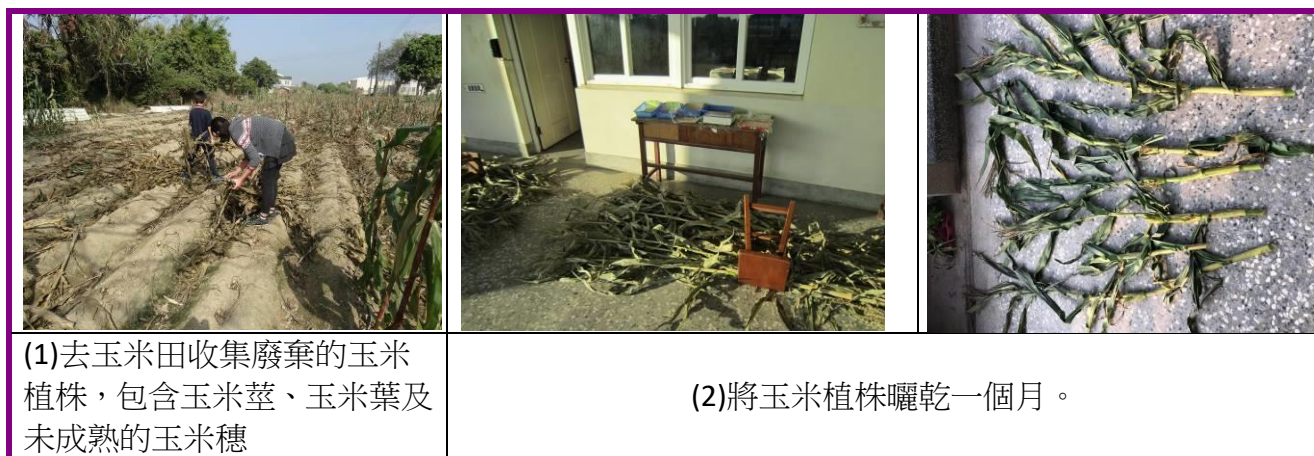 (1)去玉米田收集廢棄的玉米
植株，包含玉米莖、玉米葉及
未成熟的玉米穗
(2)將玉米植株曬乾一個月。